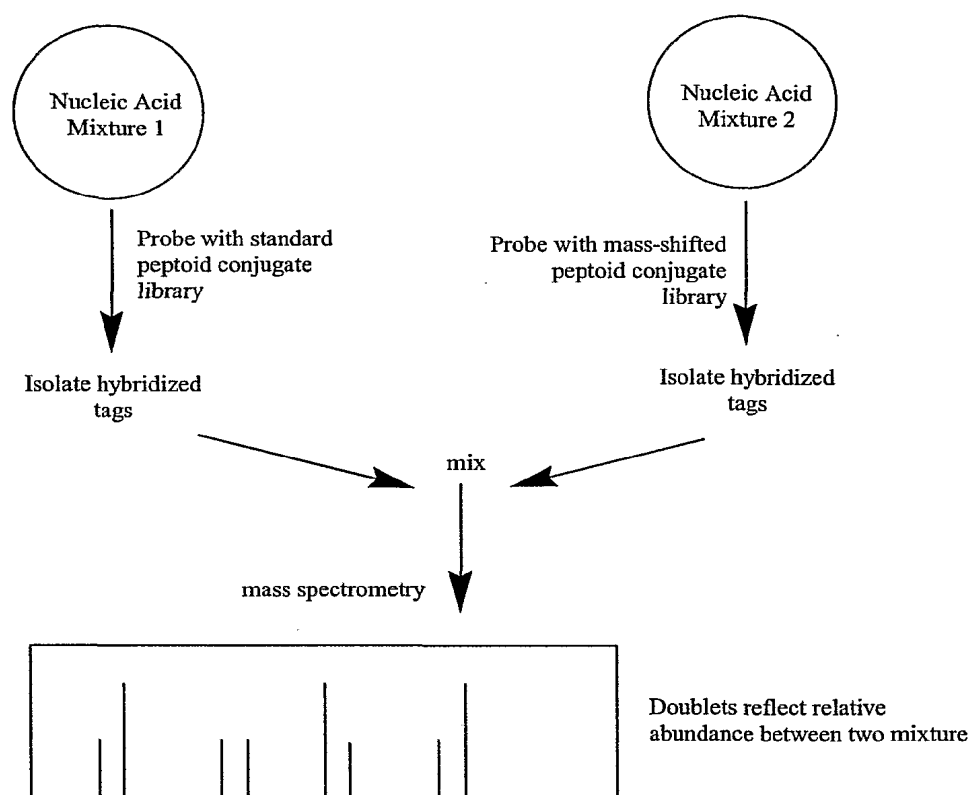 Nucleic Acid
Mixture 1
Nucleic Acid
Mixture 2
Probe with standard
peptoid conjugate
library
Probe with mass-shifted
peptoid conjugate
library
Isolate hybridized
tags
Isolate hybridized
tags
mix
mass spectrometry
Doublets reflect relative
abundance between two mixture